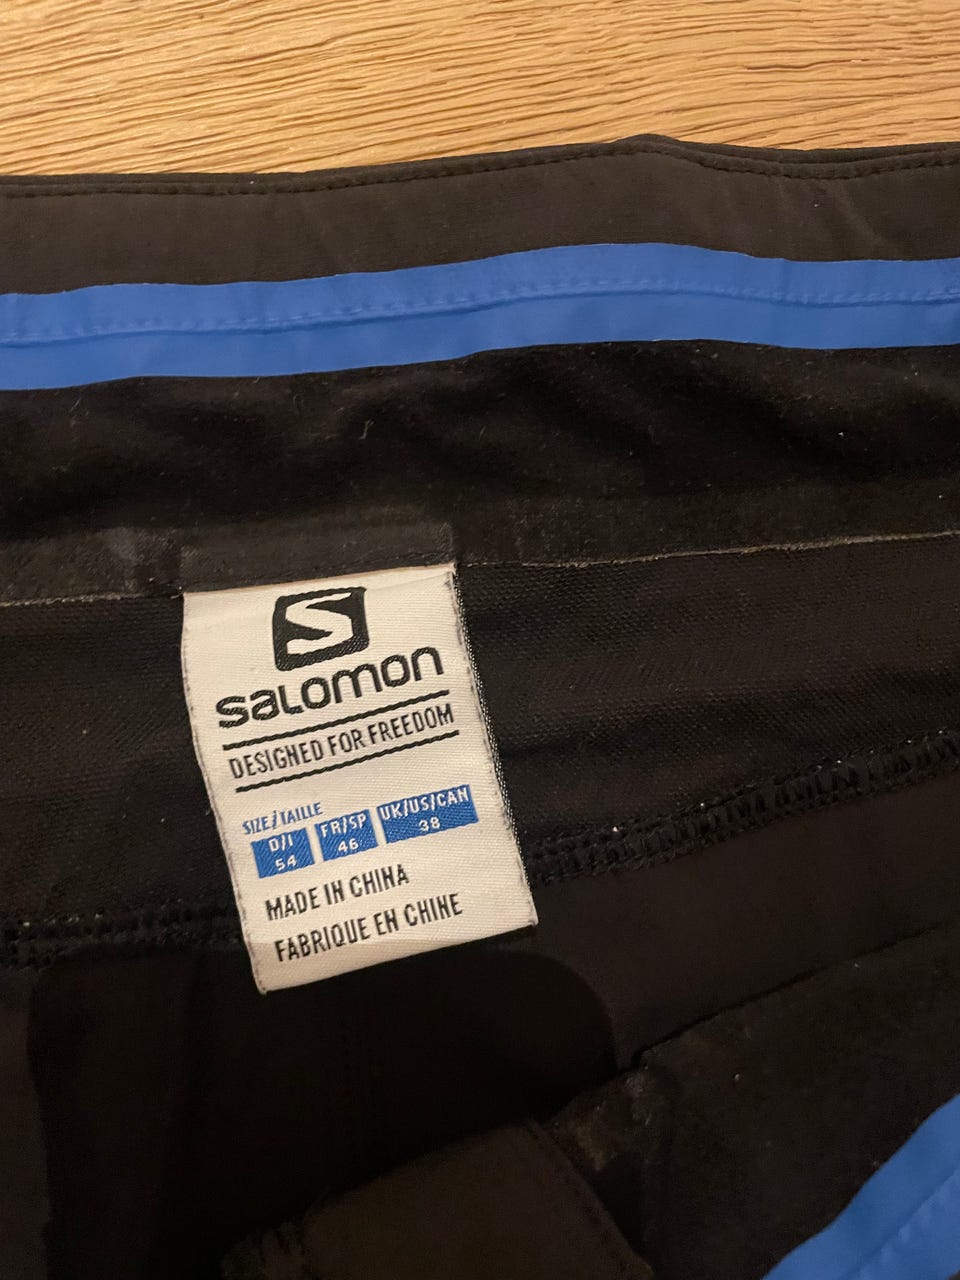 S
SALOMON
DESIGNED FOR FREEDOM
SIZE/TAILLE
D/I FR/SP UK/US/CAN
54 46 38
MADE IN CHINA
FABRIQUE EN CHINE